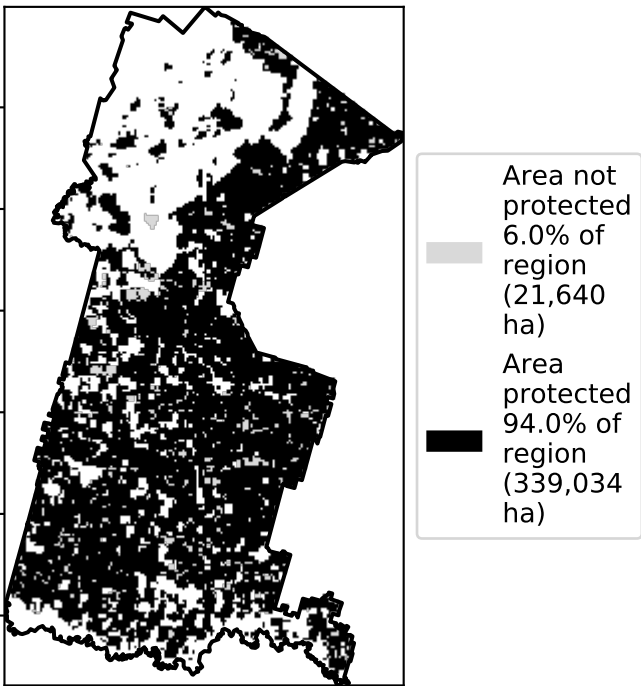 Area not
protected
6.0% of
region
(21,640
ha)
Area
protected
94.0% of
region
(339,034
ha)